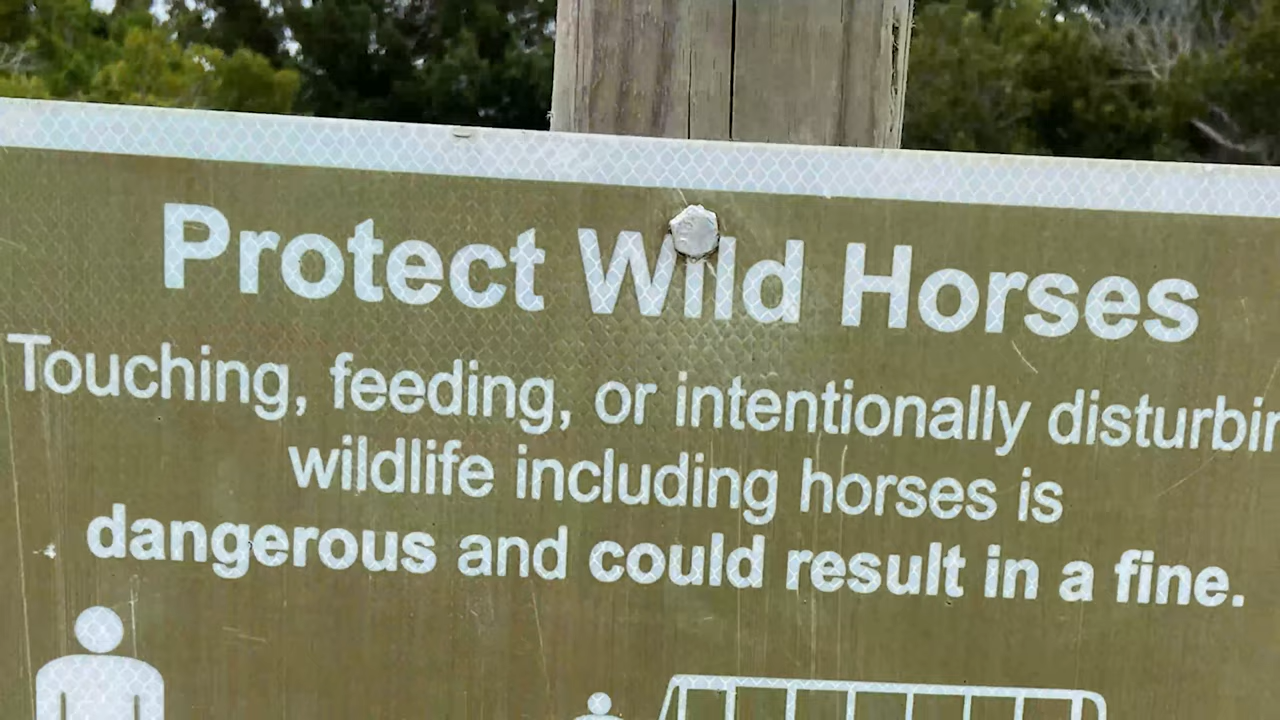 Protect Wild Horses
Touching, feeding, or intentionally disturbin
wildlife including horses is
dangerous and could result in a fine.